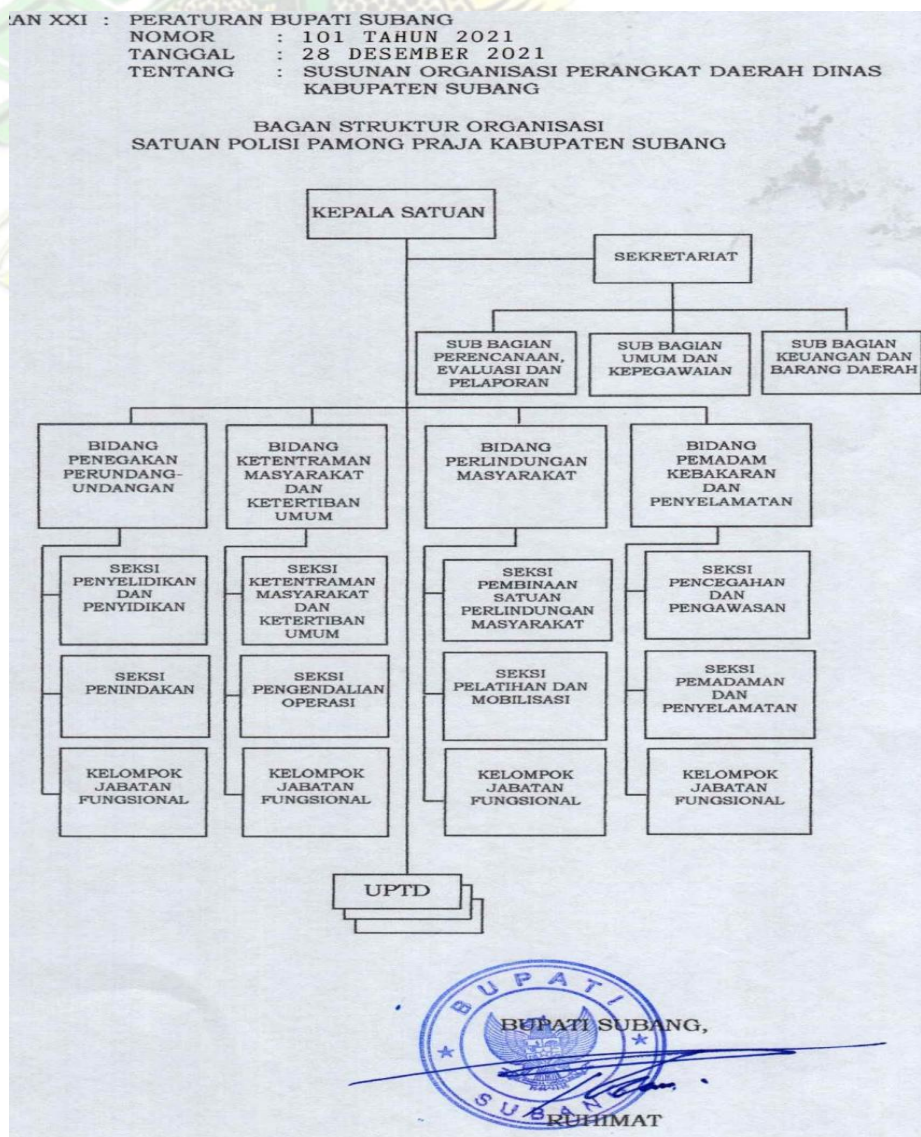 RAN XXI : PERATURAN BUPATI SUBANG
NOMOR : 101 TAHUN 2021
TANGGAL : 28 DESEMBER 2021
TENTANG : SUSUNAN ORGANISASI PERANGKAT DAERAH DINAS
KABUPATEN SUBANG
BAGAN STRUKTUR ORGANISASI
SATUAN POLISI PAMONG PRAJA KABUPATEN SUBANG
KEPALA SATUAN
SEKRETARIAT
SUB BAGIAN
PERENCANAAN,
EVALUASI DAN
PELAPORAN
SUB BAGIAN
UMUM DAN
KEPEGAWAIAN
SUB BAGIAN
KEUANGAN DAN
BARANG DAERAH
BIDANG
PENEGAKAN
PERUNDANG-
UNDANGAN
BIDANG
KETENTRAMAN
MASYARAKAT
DAN
KETERTIBAN
UMUM
BIDANG
PERLINDUNGAN
MASYARAKAT
BIDANG
PEMADAM
KEBAKARAN
DAN
PENYELAMATAN
SEKSI
PENYELIDIKAN
DAN
PENYIDIKAN
SEKSI
KETENTRAMAN
MASYARAKAT
DAN
KETERTIBAN
UMUM
SEKSI
PEMBINAAN
SATUAN
PERLINDUNGAN
MASYARAKAT
SEKSI
PENCEGAHAN
DAN
PENGAWASAN
SEKSI
PENINDAKAN
SEKSI
PENGENDALIAN
OPERASI
SEKSI
PELATIHAN DAN
MOBILISASI
SEKSI
PEMADAMAN
DAN
PENYELAMATAN
KELOMPOK
JABATAN
FUNGSIONAL
KELOMPOK
JABATAN
FUNGSIONAL
KELOMPOK
JABATAN
FUNGSIONAL
KELOMPOK
JABATAN
FUNGSIONAL
UPTD
BUPATI
BUPATI SUBANG,
SUBANG
RUHIMAT